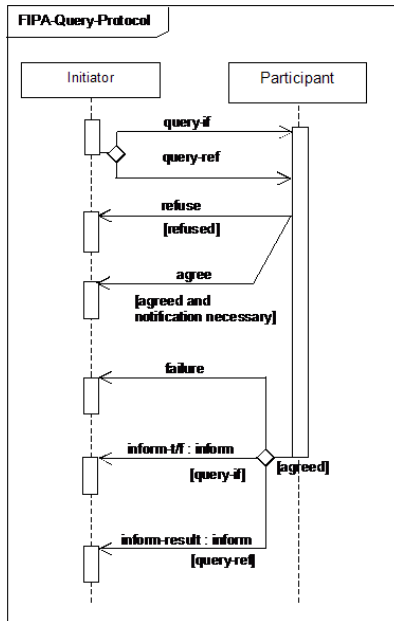 FIPA-Query-Protocol
Initiator
Participant
query-if
query-ref
refuse
[refused]
agree
[agreed and
notification necessary]
failure
inform-t/f : inform
[query-if]
[agreed]
inform-result : inform
[query-ref]